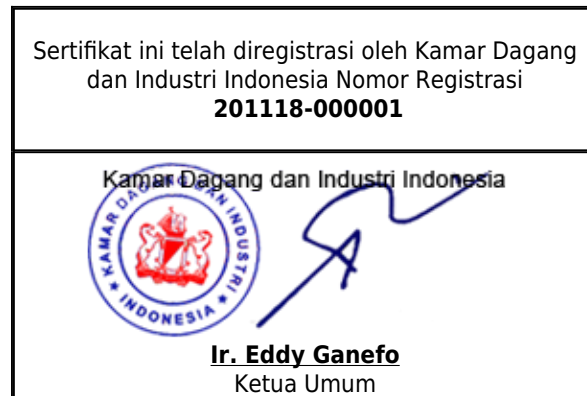 Sertifikat ini telah diregistrasi oleh Kamar Dagang
dan Industri Indonesia Nomor Registrasi
201118-000001
Kamar Dagang dan Industri Indonesia
KAMAR DAGANG DAN INDUSTRI
INDONESIA
Ir. Eddy Ganefo
Ketua Umum